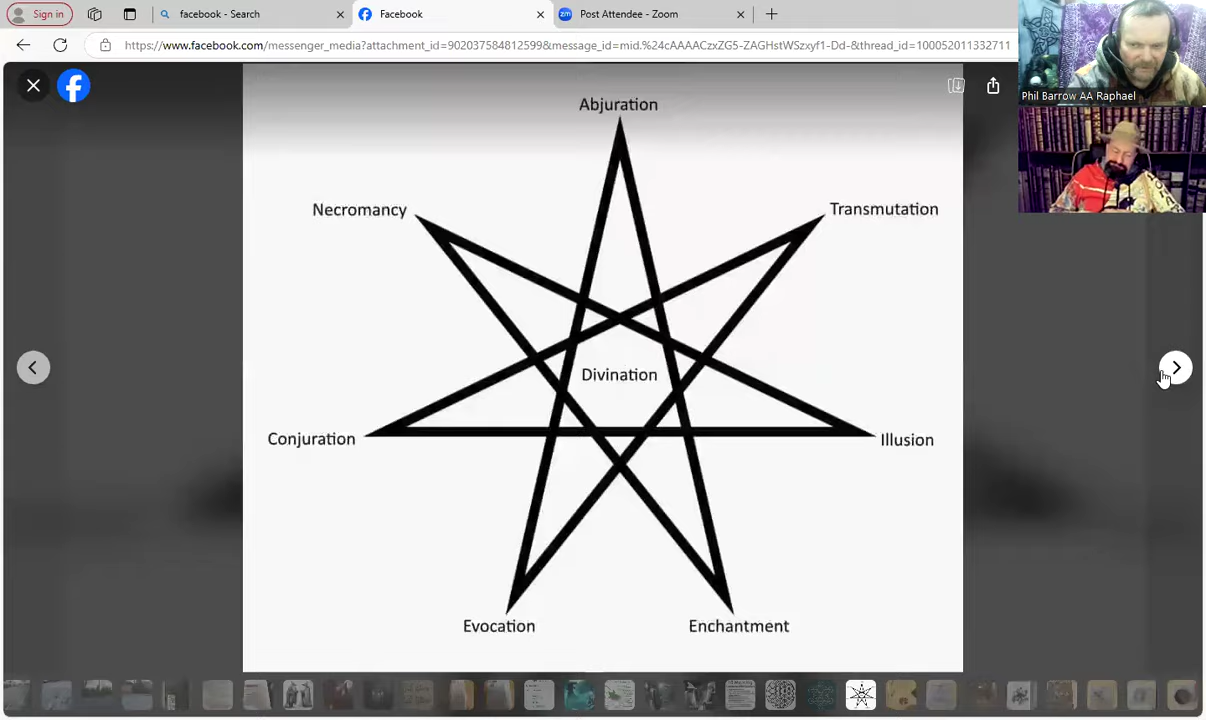 Sign in
facebook - Search
Facebook
Post Attendee - Zoom
https://www.facebook.com/messenger_media?attachment_id=902037584812599&message_id=mid.%24cAAAACzxZG5-ZAGHstWSzxyf1-Dd-&thread_id=100052011332711
Phil Barrow AA Raphael
Abjuration
Necromancy
Transmutation
Divination
Conjuration
Illusion
Evocation
Enchantment